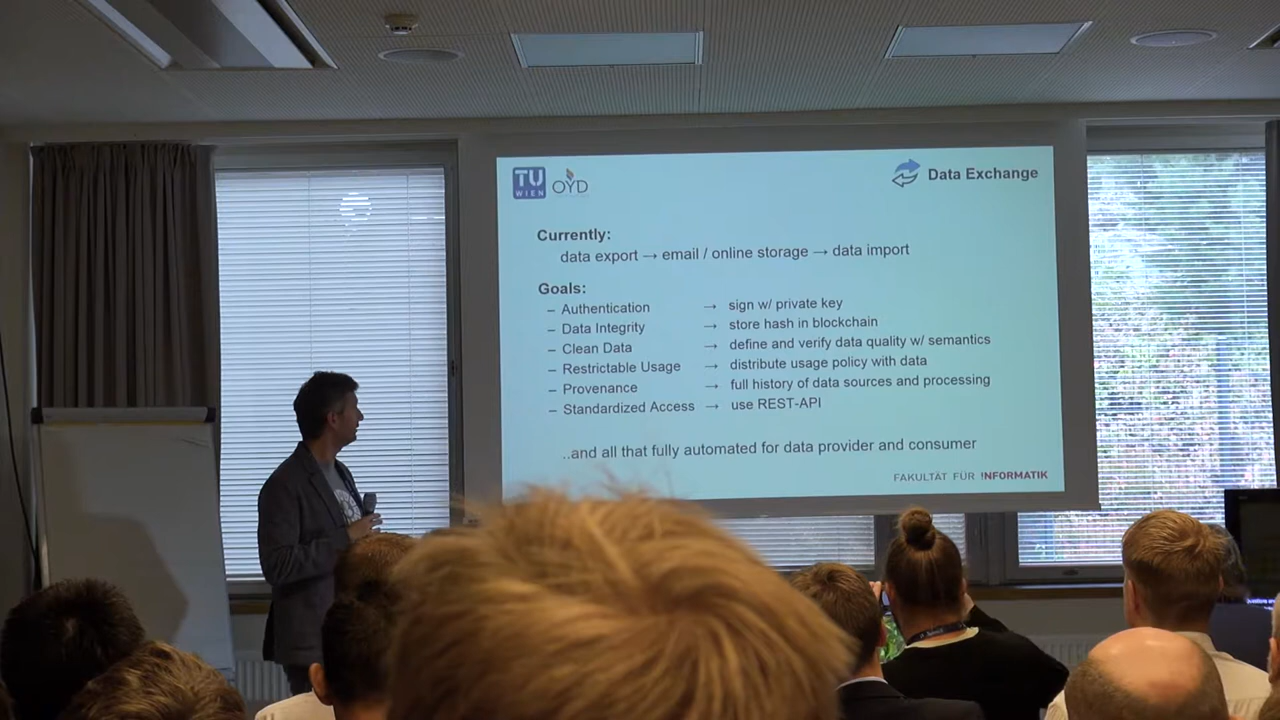 TU
WIEN
OYD
Data Exchange
Currently:
data export → email / online storage → data import
Goals:
– Authentication → sign w/ private key
– Data Integrity → store hash in blockchain
– Clean Data → define and verify data quality w/ semantics
– Restrictable Usage → distribute usage policy with data
– Provenance → full history of data sources and processing
– Standardized Access → use REST-API
..and all that fully automated for data provider and consumer
FAKULTÄT FÜR !NFORMATIK